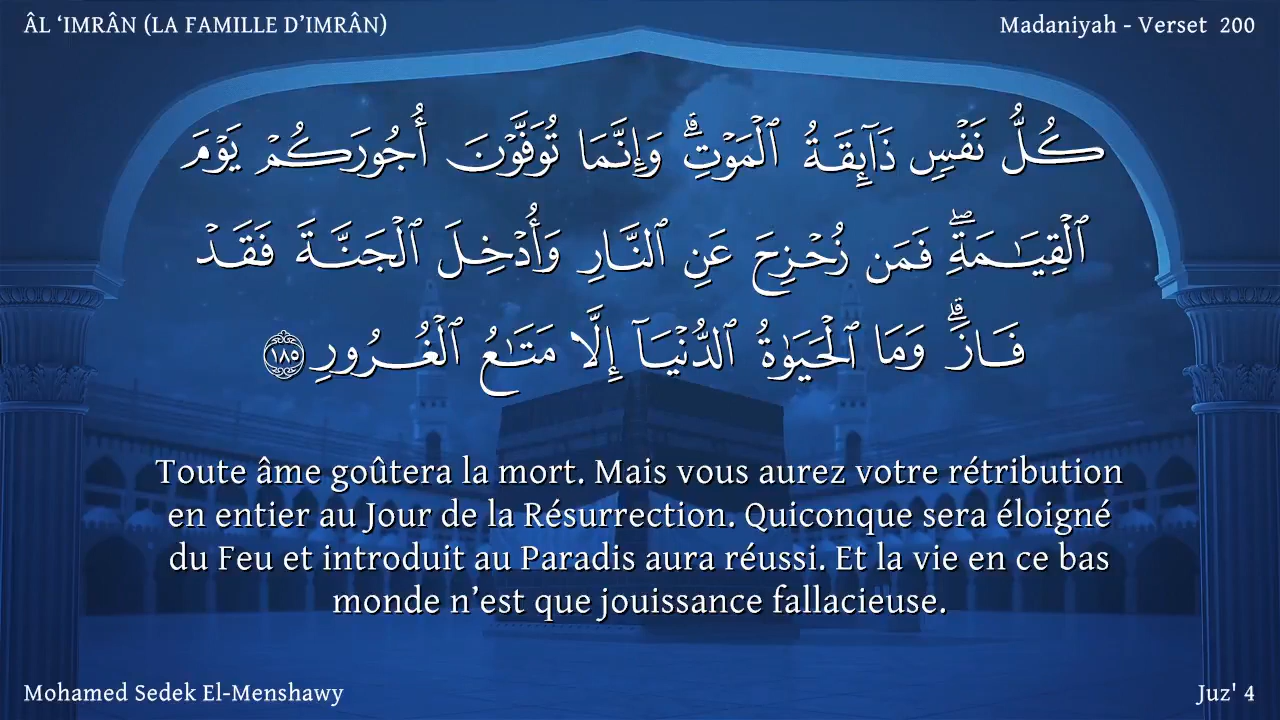 ÂL ‘IMRÂN (LA FAMILLE D’IMRÂN)
Madaniyah - Verset 200
كُلُّ نَفْسٍ ذَآئِقَةُ ٱلْمَوْتِ ۗ وَإِنَّمَا تُوَفَّوْنَ أُجُورَكُمْ يَوْمَ
ٱلْقِيَـٰمَةِ ۖ فَمَن زُحْزِحَ عَنِ ٱلنَّارِ وَأُدْخِلَ ٱلْجَنَّةَ فَقَدْ
فَازَ ۗ وَمَا ٱلْحَيَوٰةُ ٱلدُّنْيَآ إِلَّا مَتَـٰعُ ٱلْغُرُورِ ١٨٥
Toute âme goûtera la mort. Mais vous aurez votre rétribution
en entier au Jour de la Résurrection. Quiconque sera éloigné
du Feu et introduit au Paradis aura réussi. Et la vie en ce bas
monde n’est que jouissance fallacieuse.
Mohamed Sedek El-Menshawy
Juz' 4